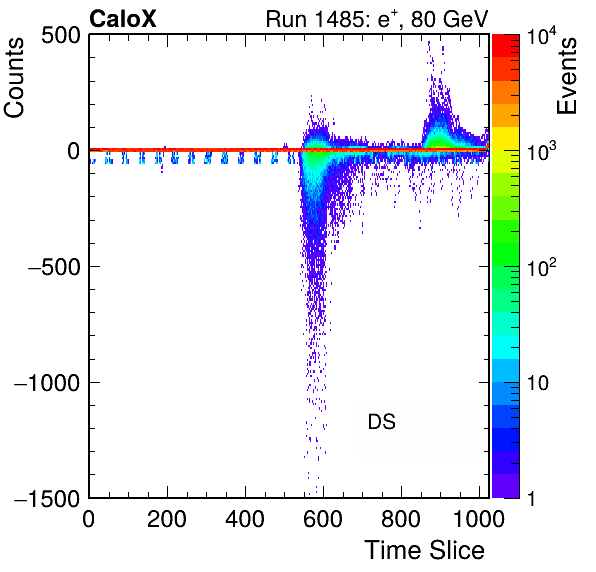 CaloX Run 1485: e⁺, 80 GeV
Counts
Events
500
0
−500
−1000
−1500
0 200 400 600 800 1000
Time Slice
DS
10⁴
10³
10²
10
1